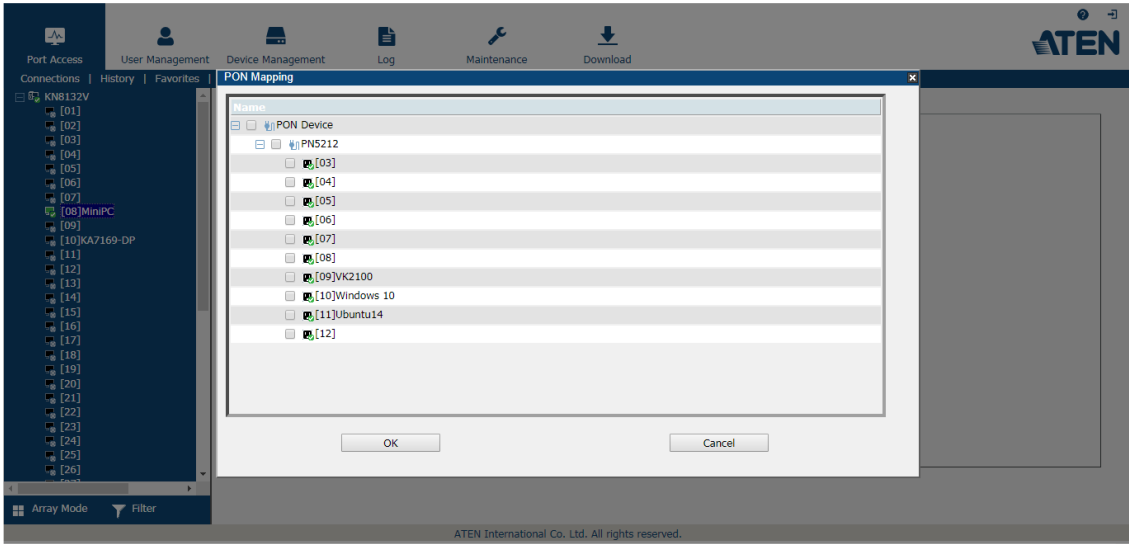 ATEN
Port Access
User Management
Device Management
Log
Maintenance
Download
Connections | History | Favorites |
KN8132V
[01]
[02]
[03]
[04]
[05]
[06]
[07]
[08]MiniPC
[09]
[10]KA7169-DP
[11]
[12]
[13]
[14]
[15]
[16]
[17]
[18]
[19]
[20]
[21]
[22]
[23]
[24]
[25]
[26]
Array Mode
Filter
PON Mapping
Name
PON Device
PN5212
[03]
[04]
[05]
[06]
[07]
[08]
[09]VK2100
[10]Windows 10
[11]Ubuntu14
[12]
OK
Cancel
ATEN International Co. Ltd. All rights reserved.